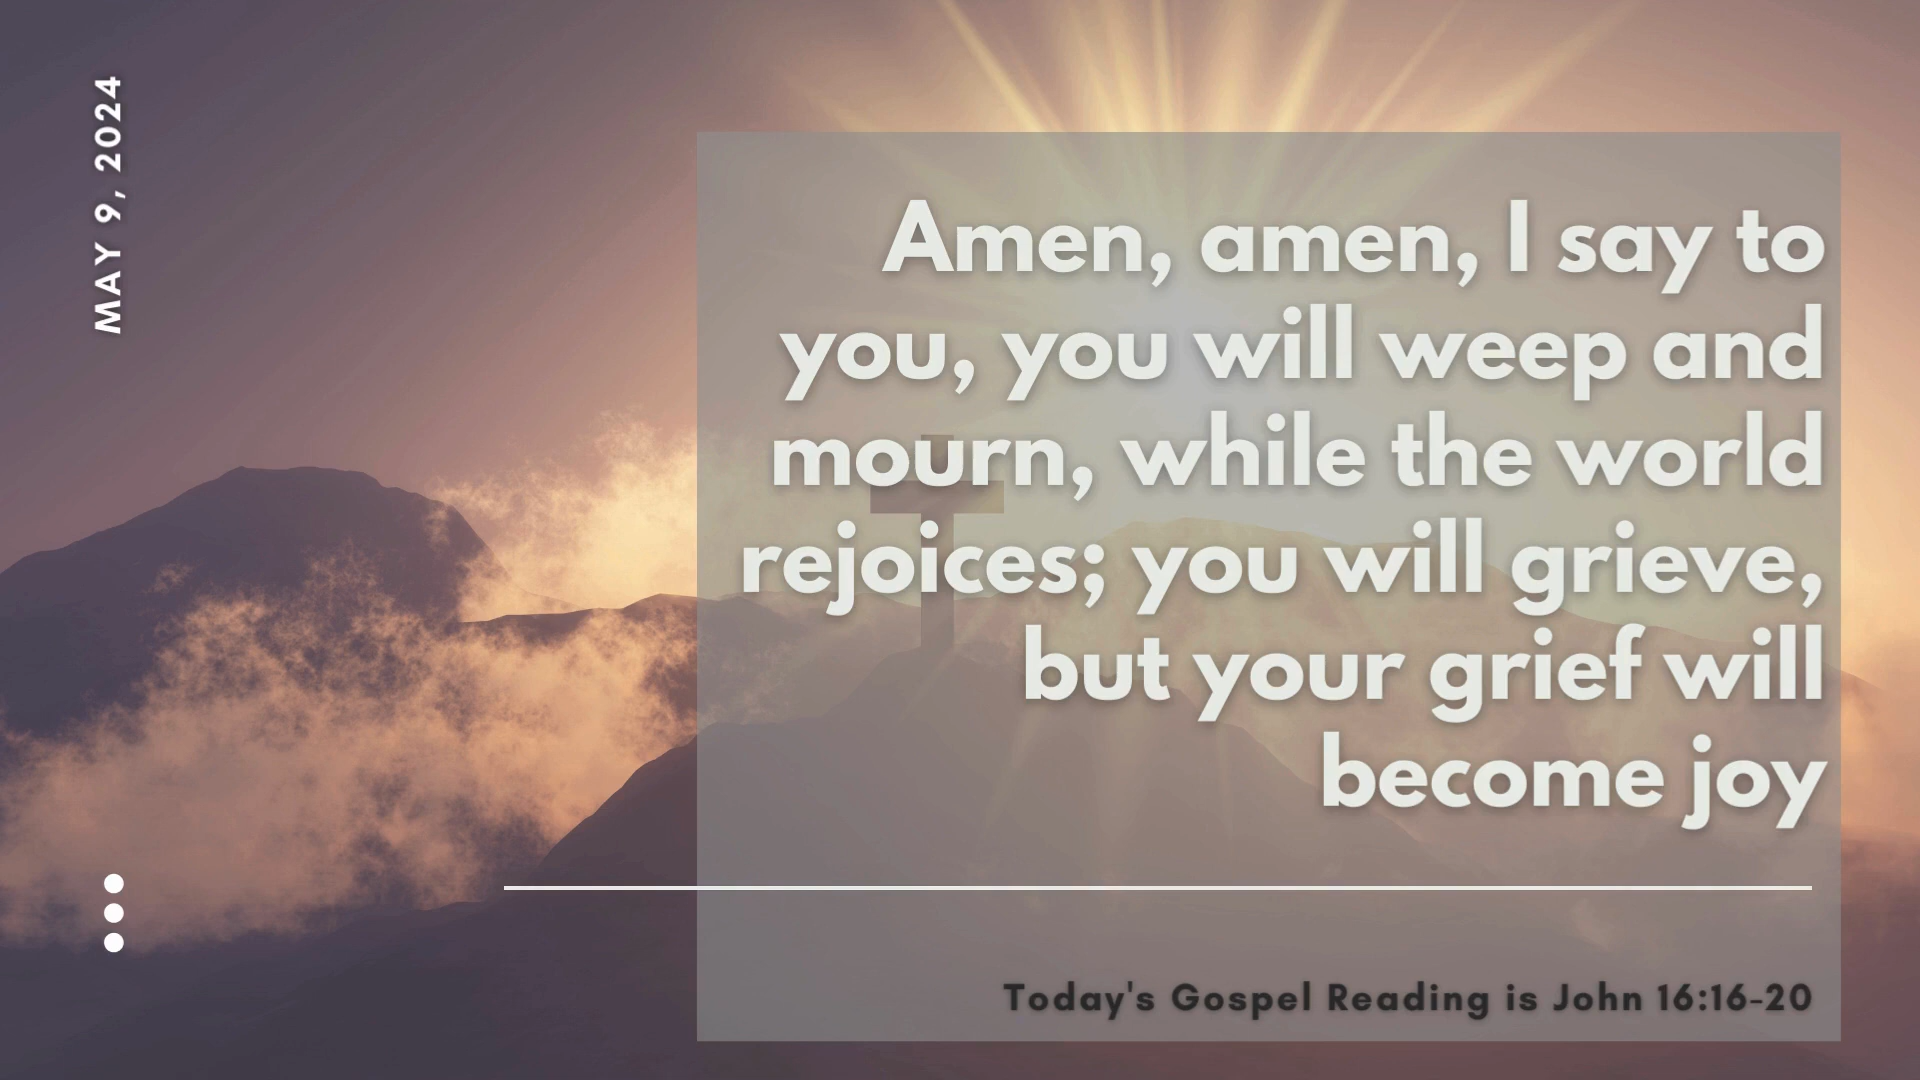 MAY 9, 2024
Amen, amen, I say to
you, you will weep and
mourn, while the world
rejoices; you will grieve,
but your grief will
become joy
Today's Gospel Reading is John 16:16-20